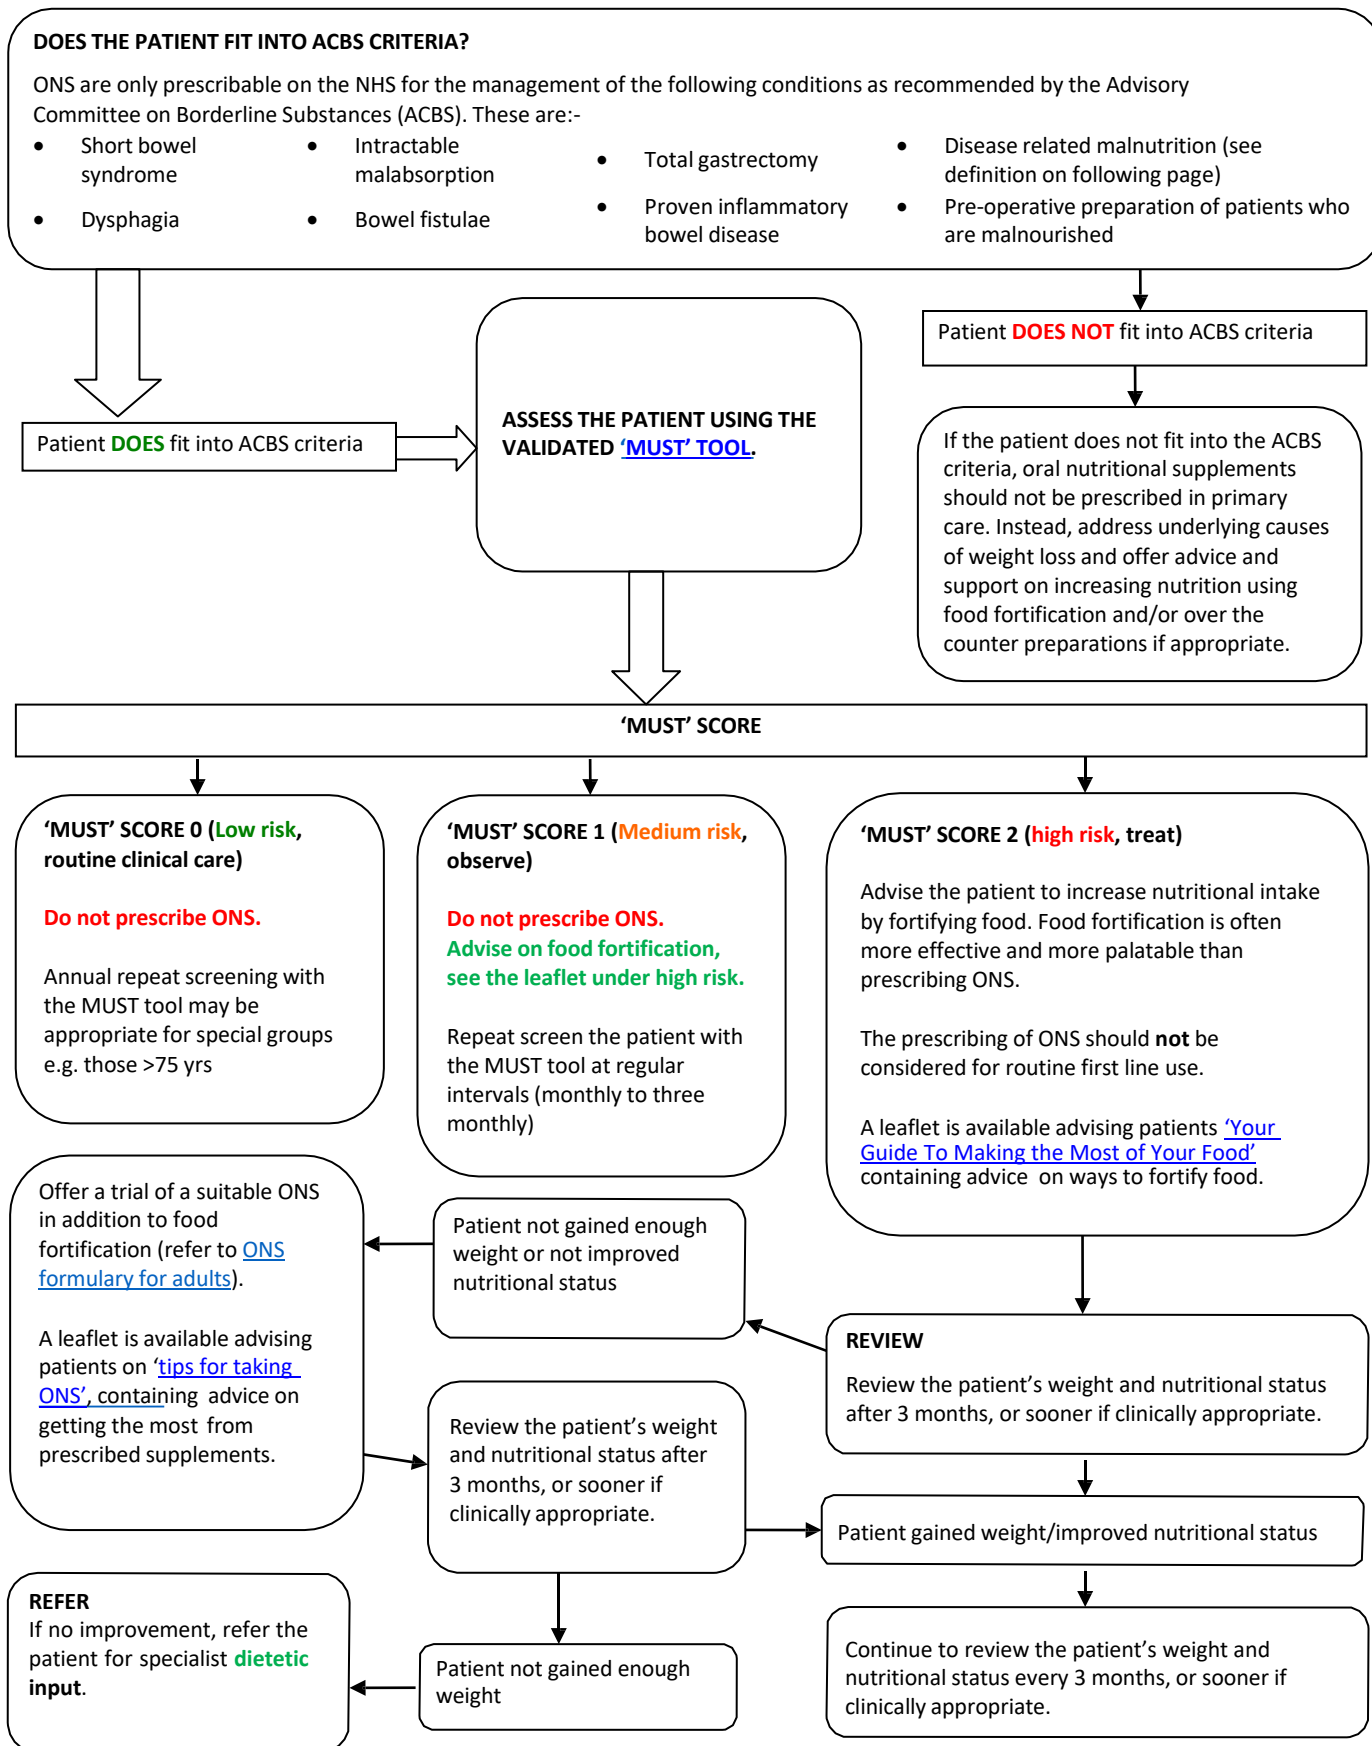 DOES THE PATIENT FIT INTO ACBS CRITERIA?
ONS are only prescribable on the NHS for the management of the following conditions as recommended by the Advisory
Committee on Borderline Substances (ACBS). These are:-
• Short bowel
syndrome
• Dysphagia
• Intractable
malabsorption
• Bowel fistulae
• Total gastrectomy
• Proven inflammatory
bowel disease
• Disease related malnutrition (see
definition on following page)
• Pre-operative preparation of patients who
are malnourished
Patient DOES fit into ACBS criteria
ASSESS THE PATIENT USING THE
VALIDATED ‘MUST’ TOOL.
Patient DOES NOT fit into ACBS criteria
If the patient does not fit into the ACBS
criteria, oral nutritional supplements
should not be prescribed in primary
care. Instead, address underlying causes
of weight loss and offer advice and
support on increasing nutrition using
food fortification and/or over the
counter preparations if appropriate.
‘MUST’ SCORE
‘MUST’ SCORE 0 (Low risk,
routine clinical care)
Do not prescribe ONS.
Annual repeat screening with
the MUST tool may be
appropriate for special groups
e.g. those >75 yrs
‘MUST’ SCORE 1 (Medium risk,
observe)
Do not prescribe ONS.
Advise on food fortification,
see the leaflet under high risk.
Repeat screen the patient with
the MUST tool at regular
intervals (monthly to three
monthly)
‘MUST’ SCORE 2 (high risk, treat)
Advise the patient to increase nutritional intake
by fortifying food. Food fortification is often
more effective and more palatable than
prescribing ONS.
The prescribing of ONS should not be
considered for routine first line use.
A leaflet is available advising patients ‘Your
Guide To Making the Most of Your Food’
containing advice on ways to fortify food.
Offer a trial of a suitable ONS
in addition to food
fortification (refer to ONS
formulary for adults).
A leaflet is available advising
patients on ‘tips for taking
ONS’, containing advice on
getting the most from
prescribed supplements.
Patient not gained enough
weight or not improved
nutritional status
REVIEW
Review the patient’s weight and nutritional status
after 3 months, or sooner if clinically appropriate.
Review the patient’s weight
and nutritional status after
3 months, or sooner if
clinically appropriate.
Patient gained weight/improved nutritional status
REFER
If no improvement, refer the
patient for specialist dietetic
input.
Patient not gained enough
weight
Continue to review the patient’s weight and
nutritional status every 3 months, or sooner if
clinically appropriate.